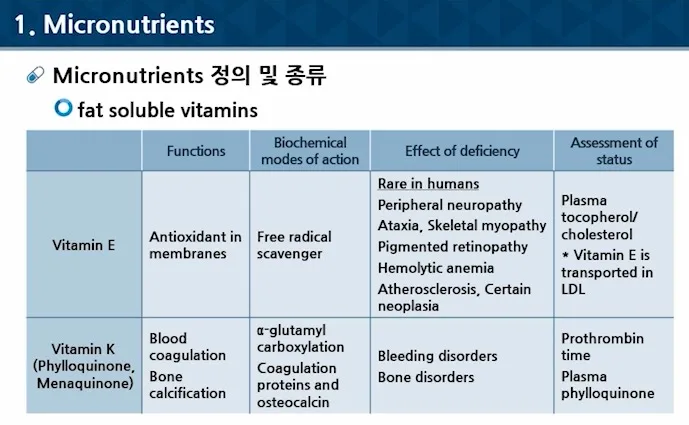 1. Micronutrients
Micronutrients 정의 및 종류
fat soluble vitamins
Functions
Biochemical
modes of action
Effect of deficiency
Assessment of
status
Vitamin E
Antioxidant in
membranes
Free radical
scavenger
Rare in humans
Peripheral neuropathy
Ataxia, Skeletal myopathy
Pigmented retinopathy
Hemolytic anemia
Atherosclerosis, Certain
neoplasia
Plasma
tocopherol/
cholesterol
* Vitamin E is
transported in
LDL
Vitamin K
(Phylloquinone,
Menaquinone)
Blood
coagulation
Bone
calcification
α-glutamyl
carboxylation
Coagulation
proteins and
osteocalcin
Bleeding disorders
Bone disorders
Prothrombin
time
Plasma
phylloquinone